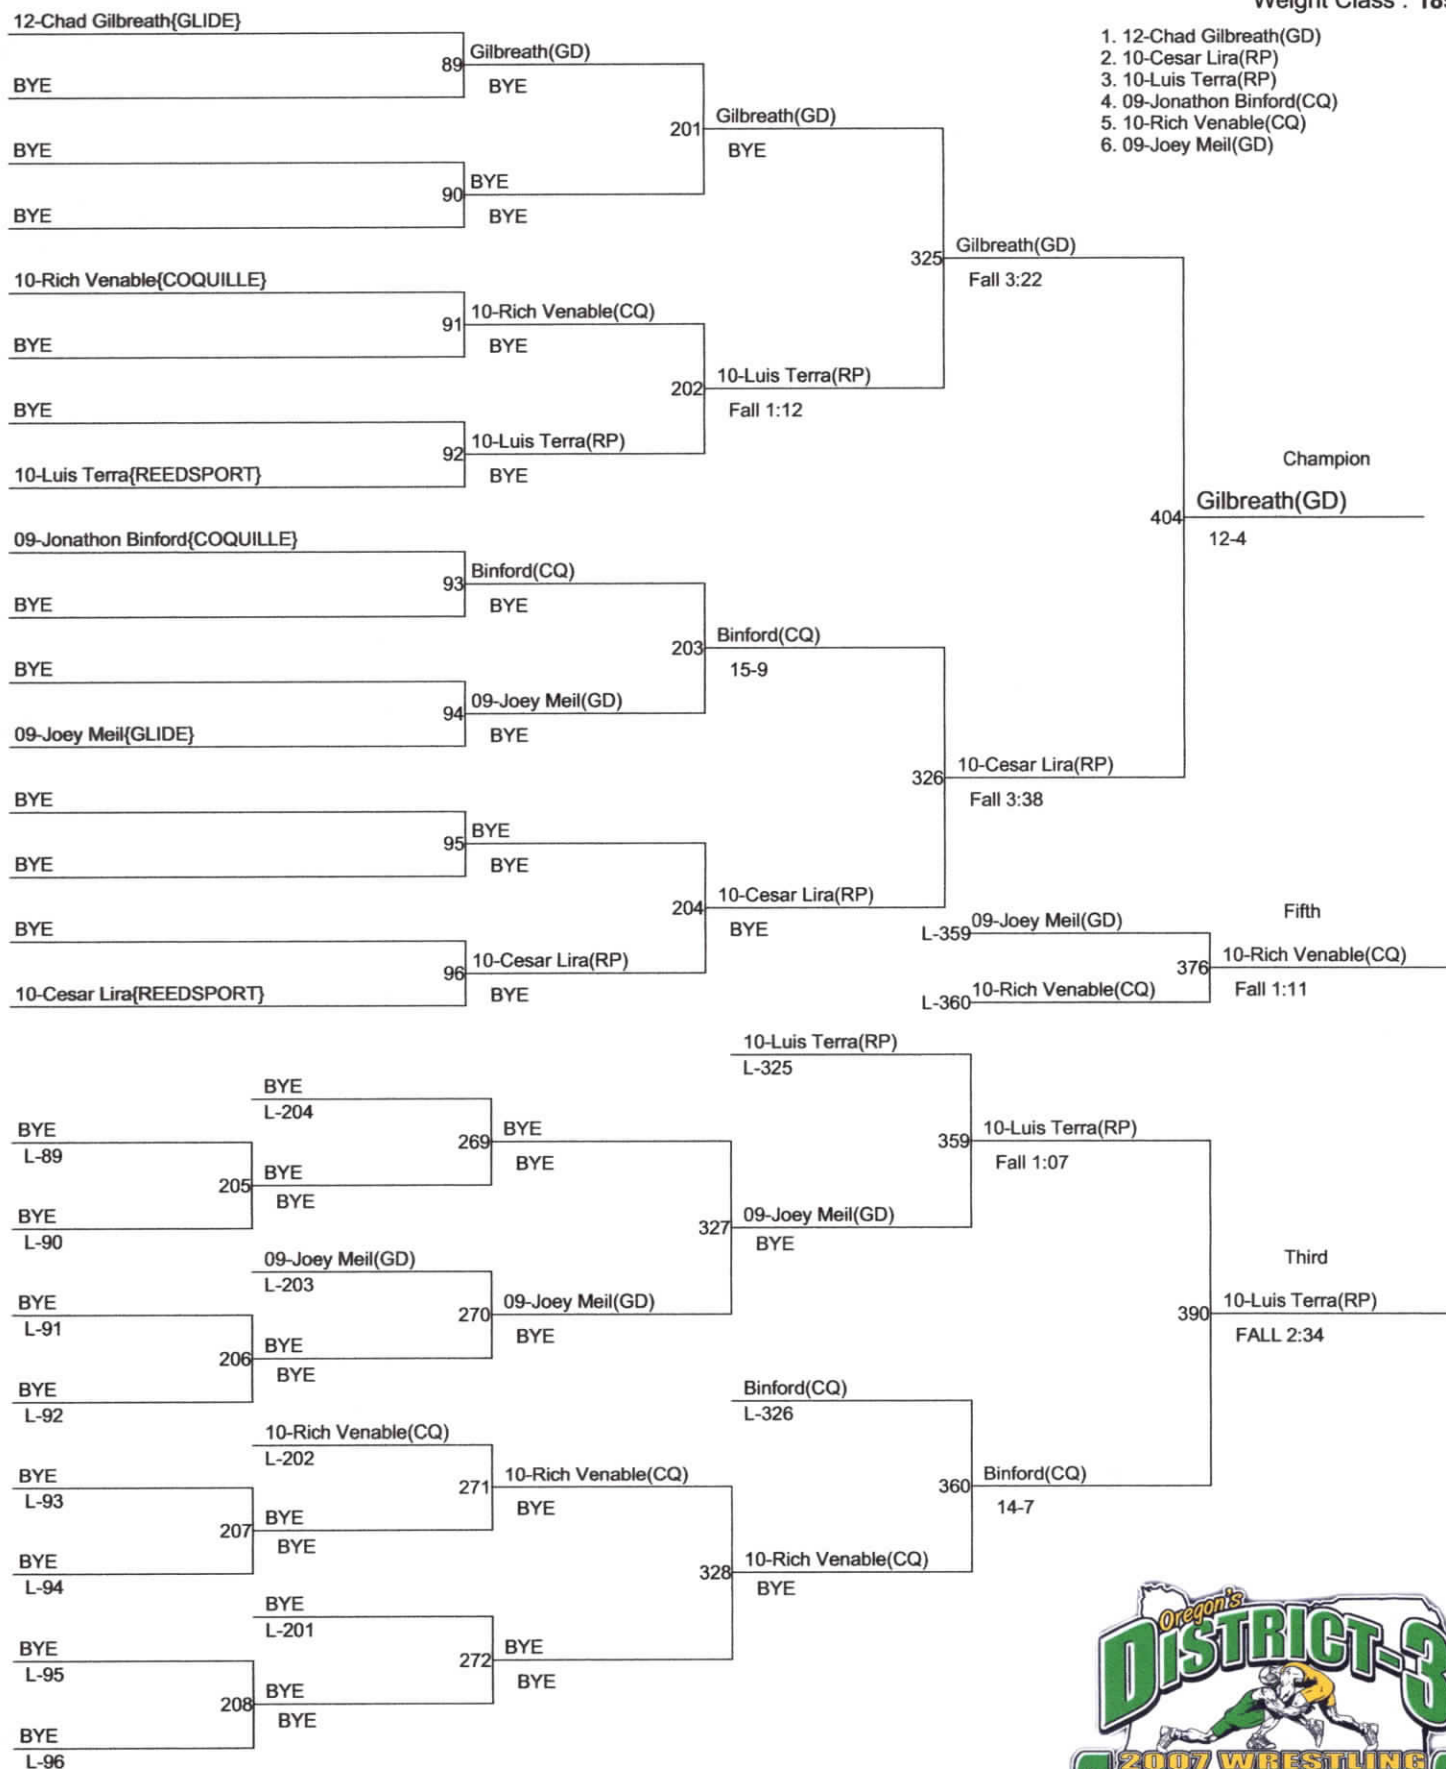 Weight Class :
1. 12-Chad Gilbreath(GD)
2. 10-Cesar Lira(RP)
3. 10-Luis Terra(RP)
4. 09-Jonathon Binford(CQ)
5. 10-Rich Venable(CQ)
6. 09-Joey Meil(GD)
12-Chad Gilbreath{GLIDE}
BYE
89
Gilbreath(GD)
BYE
BYE
BYE
90
BYE
BYE
201
Gilbreath(GD)
BYE
10-Rich Venable{COQUILLE}
BYE
91
10-Rich Venable(CQ)
BYE
BYE
10-Luis Terra{REEDSPORT}
92
10-Luis Terra(RP)
BYE
202
10-Luis Terra(RP)
Fall 1:12
325
Gilbreath(GD)
Fall 3:22
09-Jonathon Binford{COQUILLE}
BYE
93
Binford(CQ)
BYE
BYE
09-Joey Meil{GLIDE}
94
09-Joey Meil(GD)
BYE
203
Binford(CQ)
15-9
BYE
BYE
95
BYE
BYE
BYE
10-Cesar Lira{REEDSPORT}
96
10-Cesar Lira(RP)
BYE
204
10-Cesar Lira(RP)
BYE
326
10-Cesar Lira(RP)
Fall 3:38
Champion
404
Gilbreath(GD)
12-4
Fifth
L-359
09-Joey Meil(GD)
L-360
10-Rich Venable(CQ)
376
10-Rich Venable(CQ)
Fall 1:11
BYE
L-89
BYE
L-90
205
BYE
L-204
BYE
BYE
269
BYE
BYE
BYE
L-91
BYE
L-92
206
09-Joey Meil(GD)
L-203
BYE
BYE
270
09-Joey Meil(GD)
BYE
10-Luis Terra(RP)
L-325
327
09-Joey Meil(GD)
BYE
359
10-Luis Terra(RP)
Fall 1:07
BYE
L-93
BYE
L-94
207
10-Rich Venable(CQ)
L-202
BYE
BYE
271
10-Rich Venable(CQ)
BYE
BYE
L-95
BYE
L-96
208
BYE
L-201
BYE
BYE
272
BYE
BYE
Binford(CQ)
L-326
328
10-Rich Venable(CQ)
BYE
360
Binford(CQ)
14-7
Third
390
10-Luis Terra(RP)
FALL 2:34
Oregon's
DISTRICT-3
2007 WRESTLING